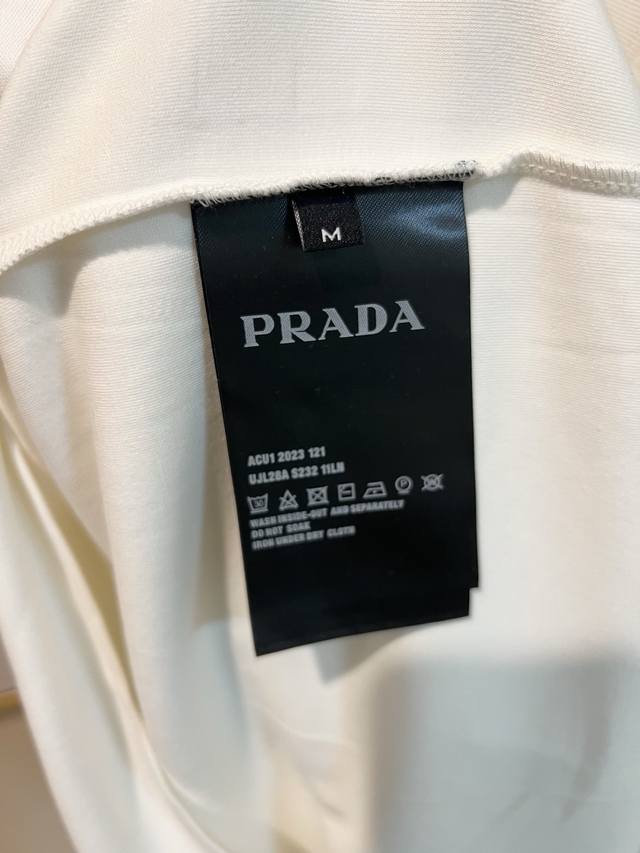 M
PRADA
ACU1 2023 121
UJL28A S232 11LH
30
P
WASH INSIDE-OUT AND SEPARATELY
DO NOT SOAK
IRON UNDER DRY CLOTH